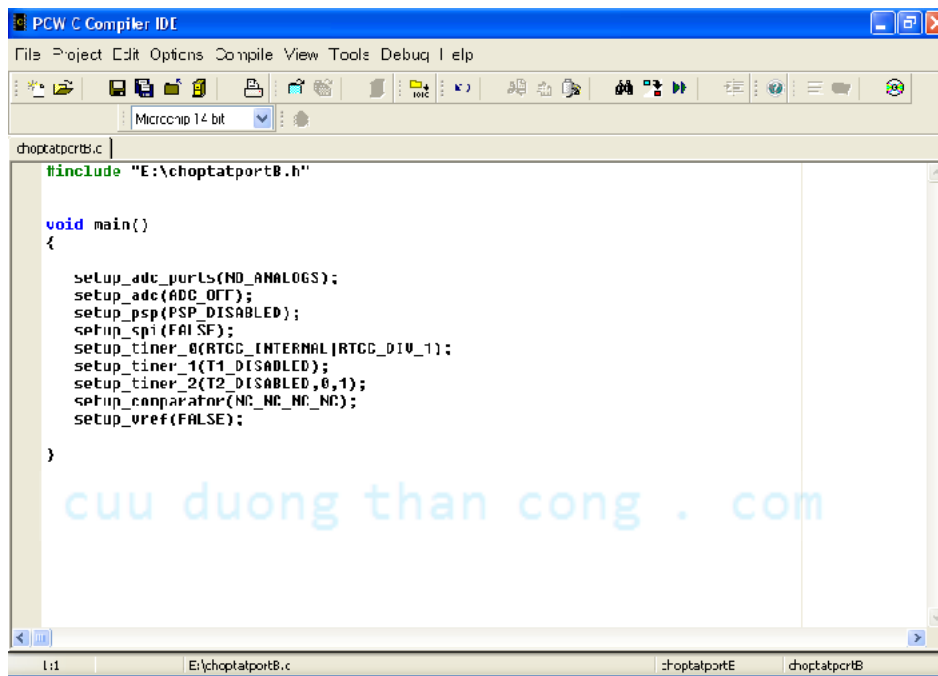 PCW C Compiler IDE
File Project Edit Options Compile View Tools Debug Help
Microchip 14 bit
choptatportB.c
#include "E:\choptatportB.h"
void main()
{
setup_adc_ports(NO_ANALOGS);
setup_adc(ADC_OFF);
setup_psp(PSP_DISABLED);
setup_spi(FALSE);
setup_timer_0(RTCC_INTERNAL|RTCC_DIV_1);
setup_timer_1(T1_DISABLED);
setup_timer_2(T2_DISABLED,0,1);
setup_comparator(NC_NC_NC_NC);
setup_vref(FALSE);
}
cuu duong than cong . com
1:1 E:\choptatportB.c choptatportB choptatportB